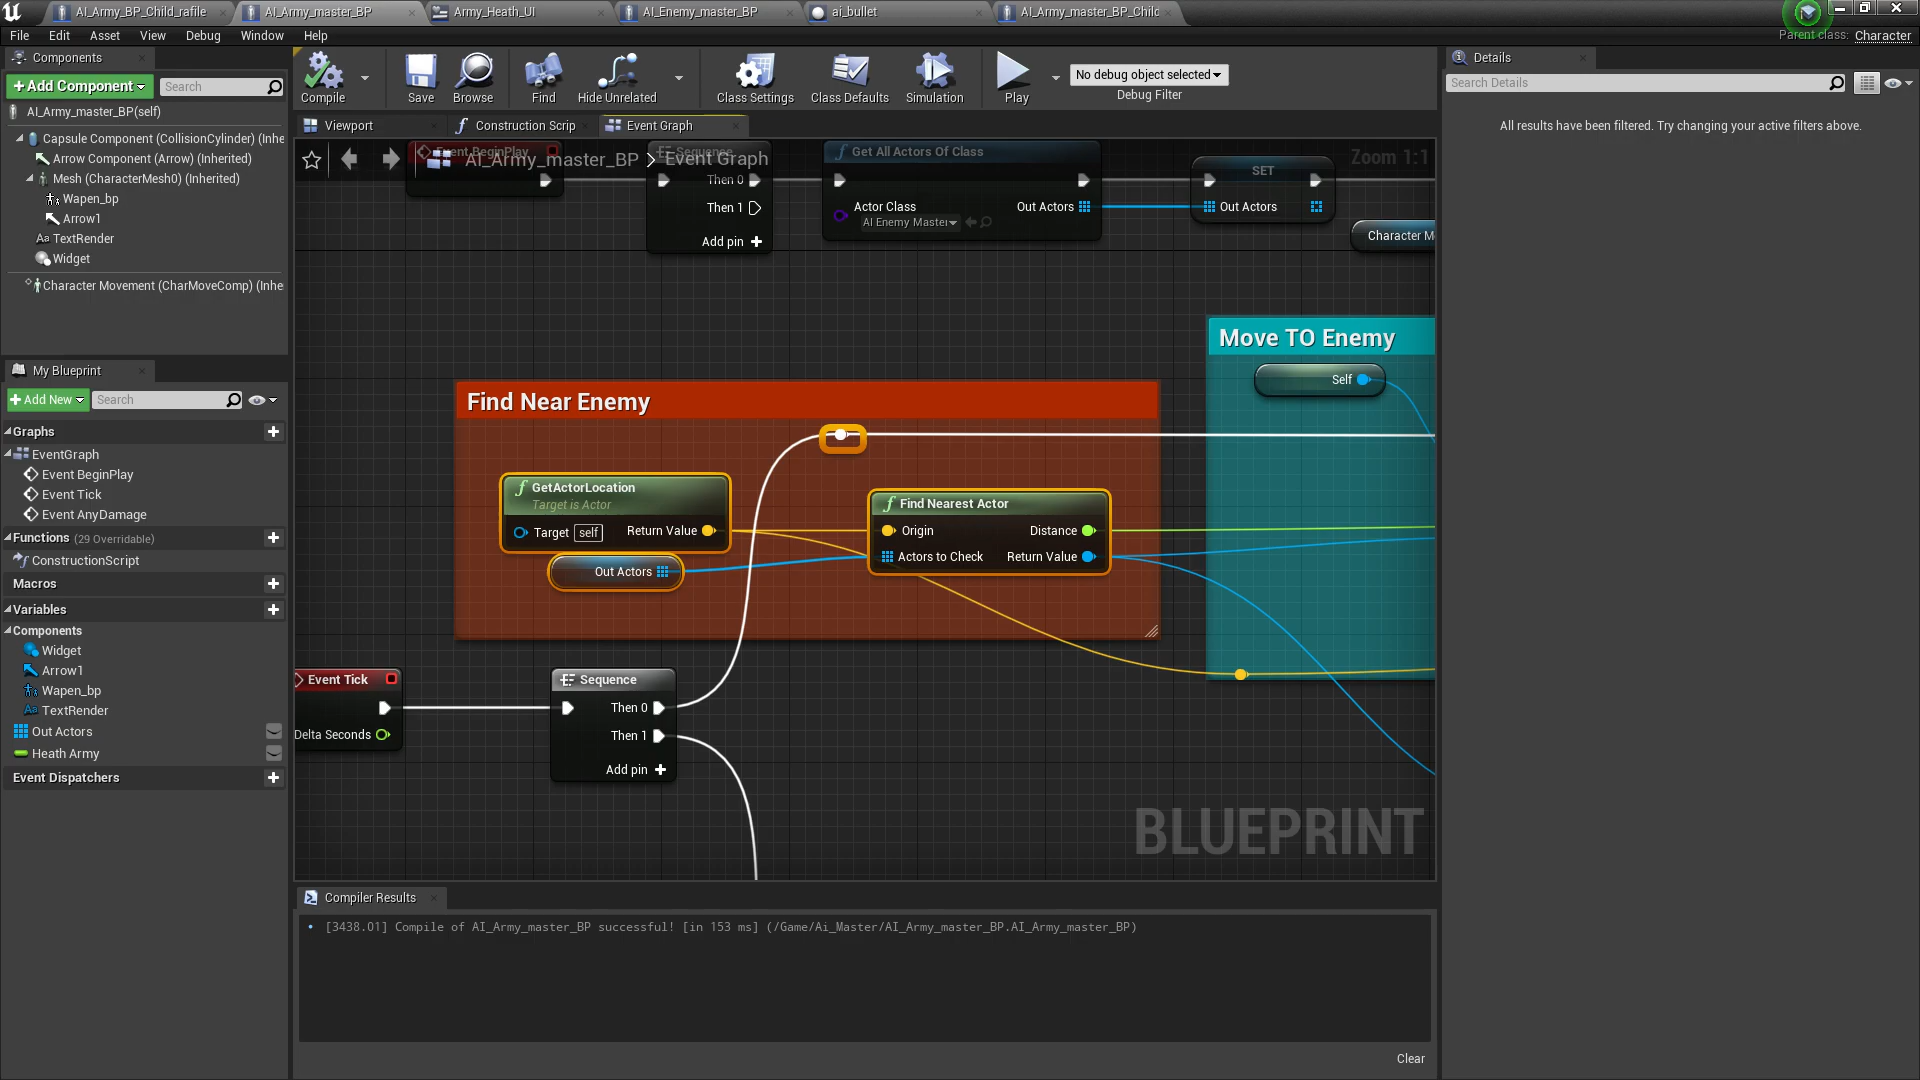 AI_Army_BP_Child_rafile
AI_Army_master_BP
Army_Heath_UI
AI_Enemy_master_BP
ai_bullet
AI_Army_master_BP_Child
File Edit Asset View Debug Window Help
Parent class: Character
Components
+Add Component
Search
AI_Army_master_BP(self)
Capsule Component (CollisionCylinder) (Inhe
Arrow Component (Arrow) (Inherited)
Mesh (CharacterMesh0) (Inherited)
Wapen_bp
Arrow1
TextRender
Widget
Character Movement (CharMoveComp) (Inhe
Compile
Save
Browse
Find
Hide Unrelated
Class Settings
Class Defaults
Simulation
Play
No debug object selected
Debug Filter
Viewport
Construction Scrip
Event Graph
AI_Army_master_BP > Event Graph
Zoom 1:1
Event BeginPlay
Sequence
Then 0
Then 1
Add pin +
Get All Actors Of Class
Actor Class
AI Enemy Master
Out Actors
SET
Out Actors
Character M
Move TO Enemy
Self
Find Near Enemy
GetActorLocation
Target is Actor
Target self
Return Value
Out Actors
Find Nearest Actor
Origin
Distance
Actors to Check
Return Value
Event Tick
Delta Seconds
Sequence
Then 0
Then 1
Add pin +
BLUEPRINT
My Blueprint
+Add New
Search
Graphs
EventGraph
Event BeginPlay
Event Tick
Event AnyDamage
Functions (29 Overridable)
ConstructionScript
Macros
Variables
Components
Widget
Arrow1
Wapen_bp
TextRender
Out Actors
Heath Army
Event Dispatchers
Compiler Results
[3438.01] Compile of AI_Army_master_BP successful! [in 153 ms] (/Game/Ai_Master/AI_Army_master_BP.AI_Army_master_BP)
Clear
Details
Search Details
All results have been filtered. Try changing your active filters above.